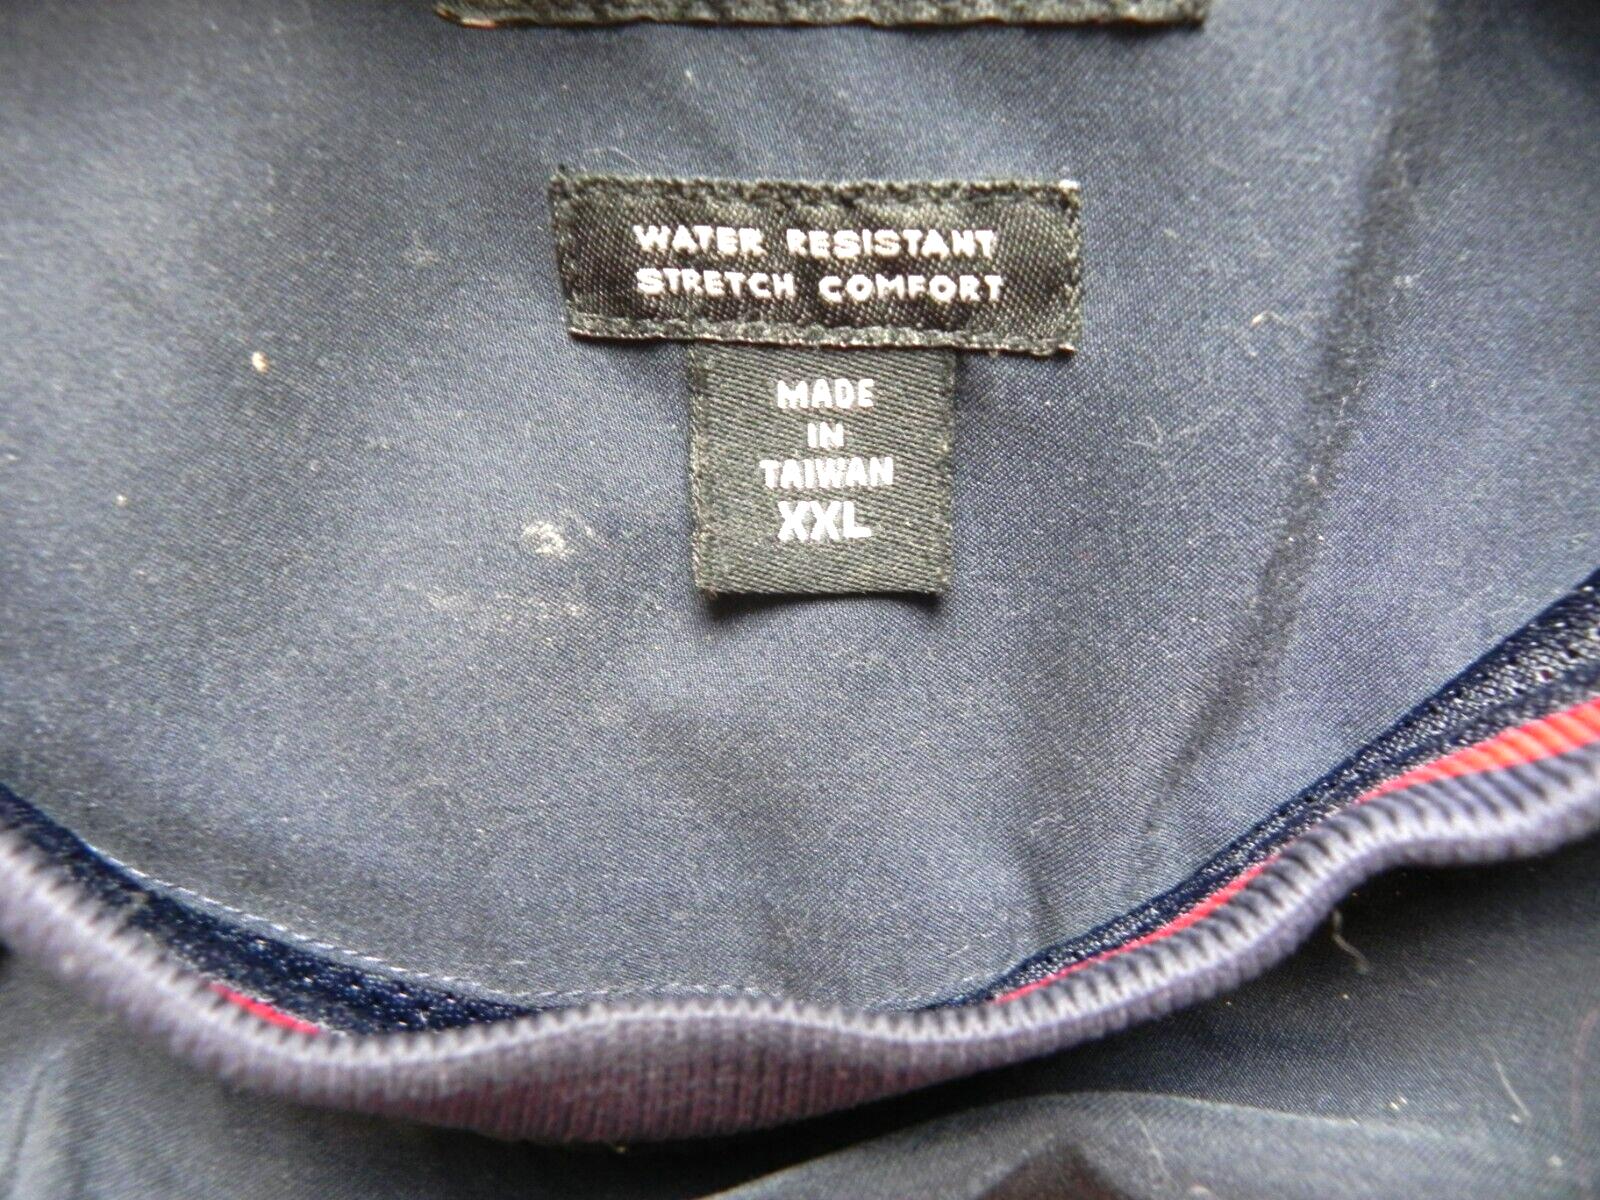 WATER RESISTANT
STRETCH COMFORT
MADE
IN
TAIWAN
XXL